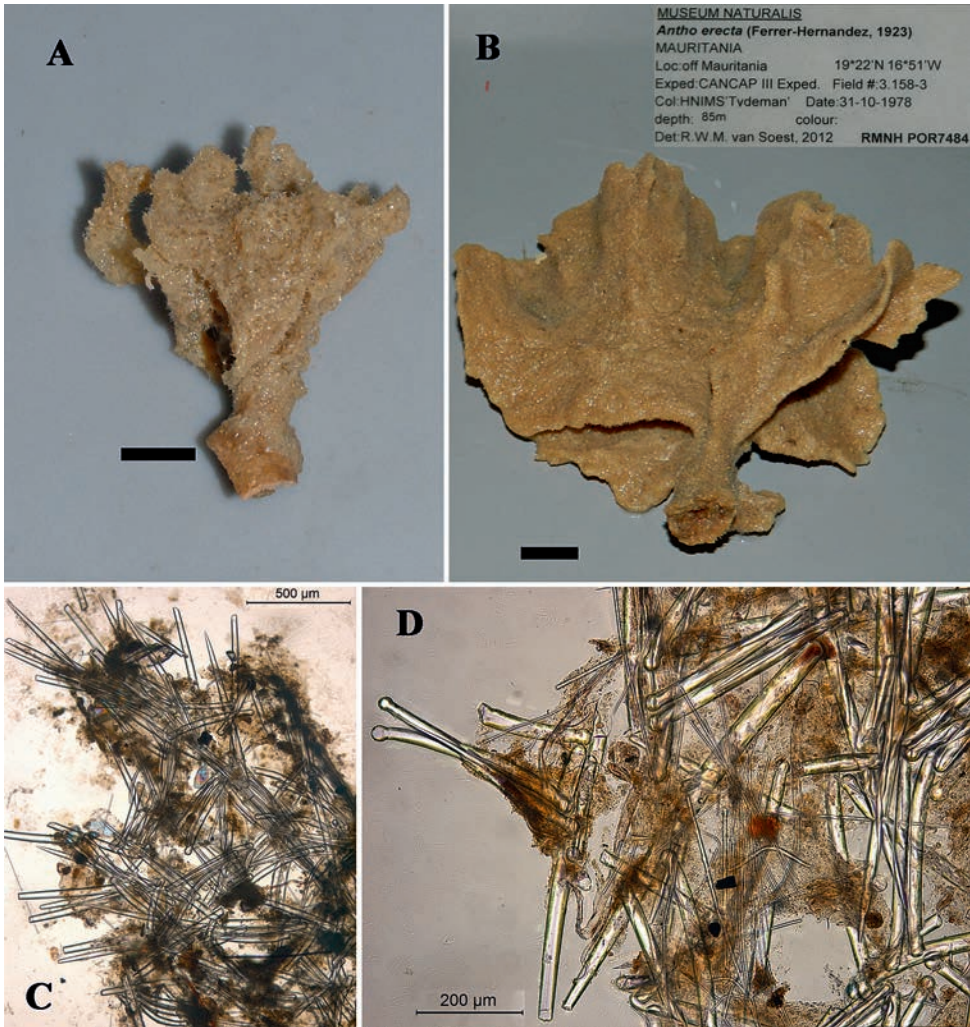 A
B
MUSEUM NATURALIS
Antho erecta (Ferrer-Hernandez, 1923)
MAURITANIA
Loc:off Mauritania 19°22'N 16°51'W
Exped:CANCAP III Exped. Field #:3.158-3
Col:HNlMS'Tydeman' Date:31-10-1978
depth: 85m colour:
Det:R.W.M. van Soest, 2012 RMNH POR7484
500 µm
D
C
200 µm